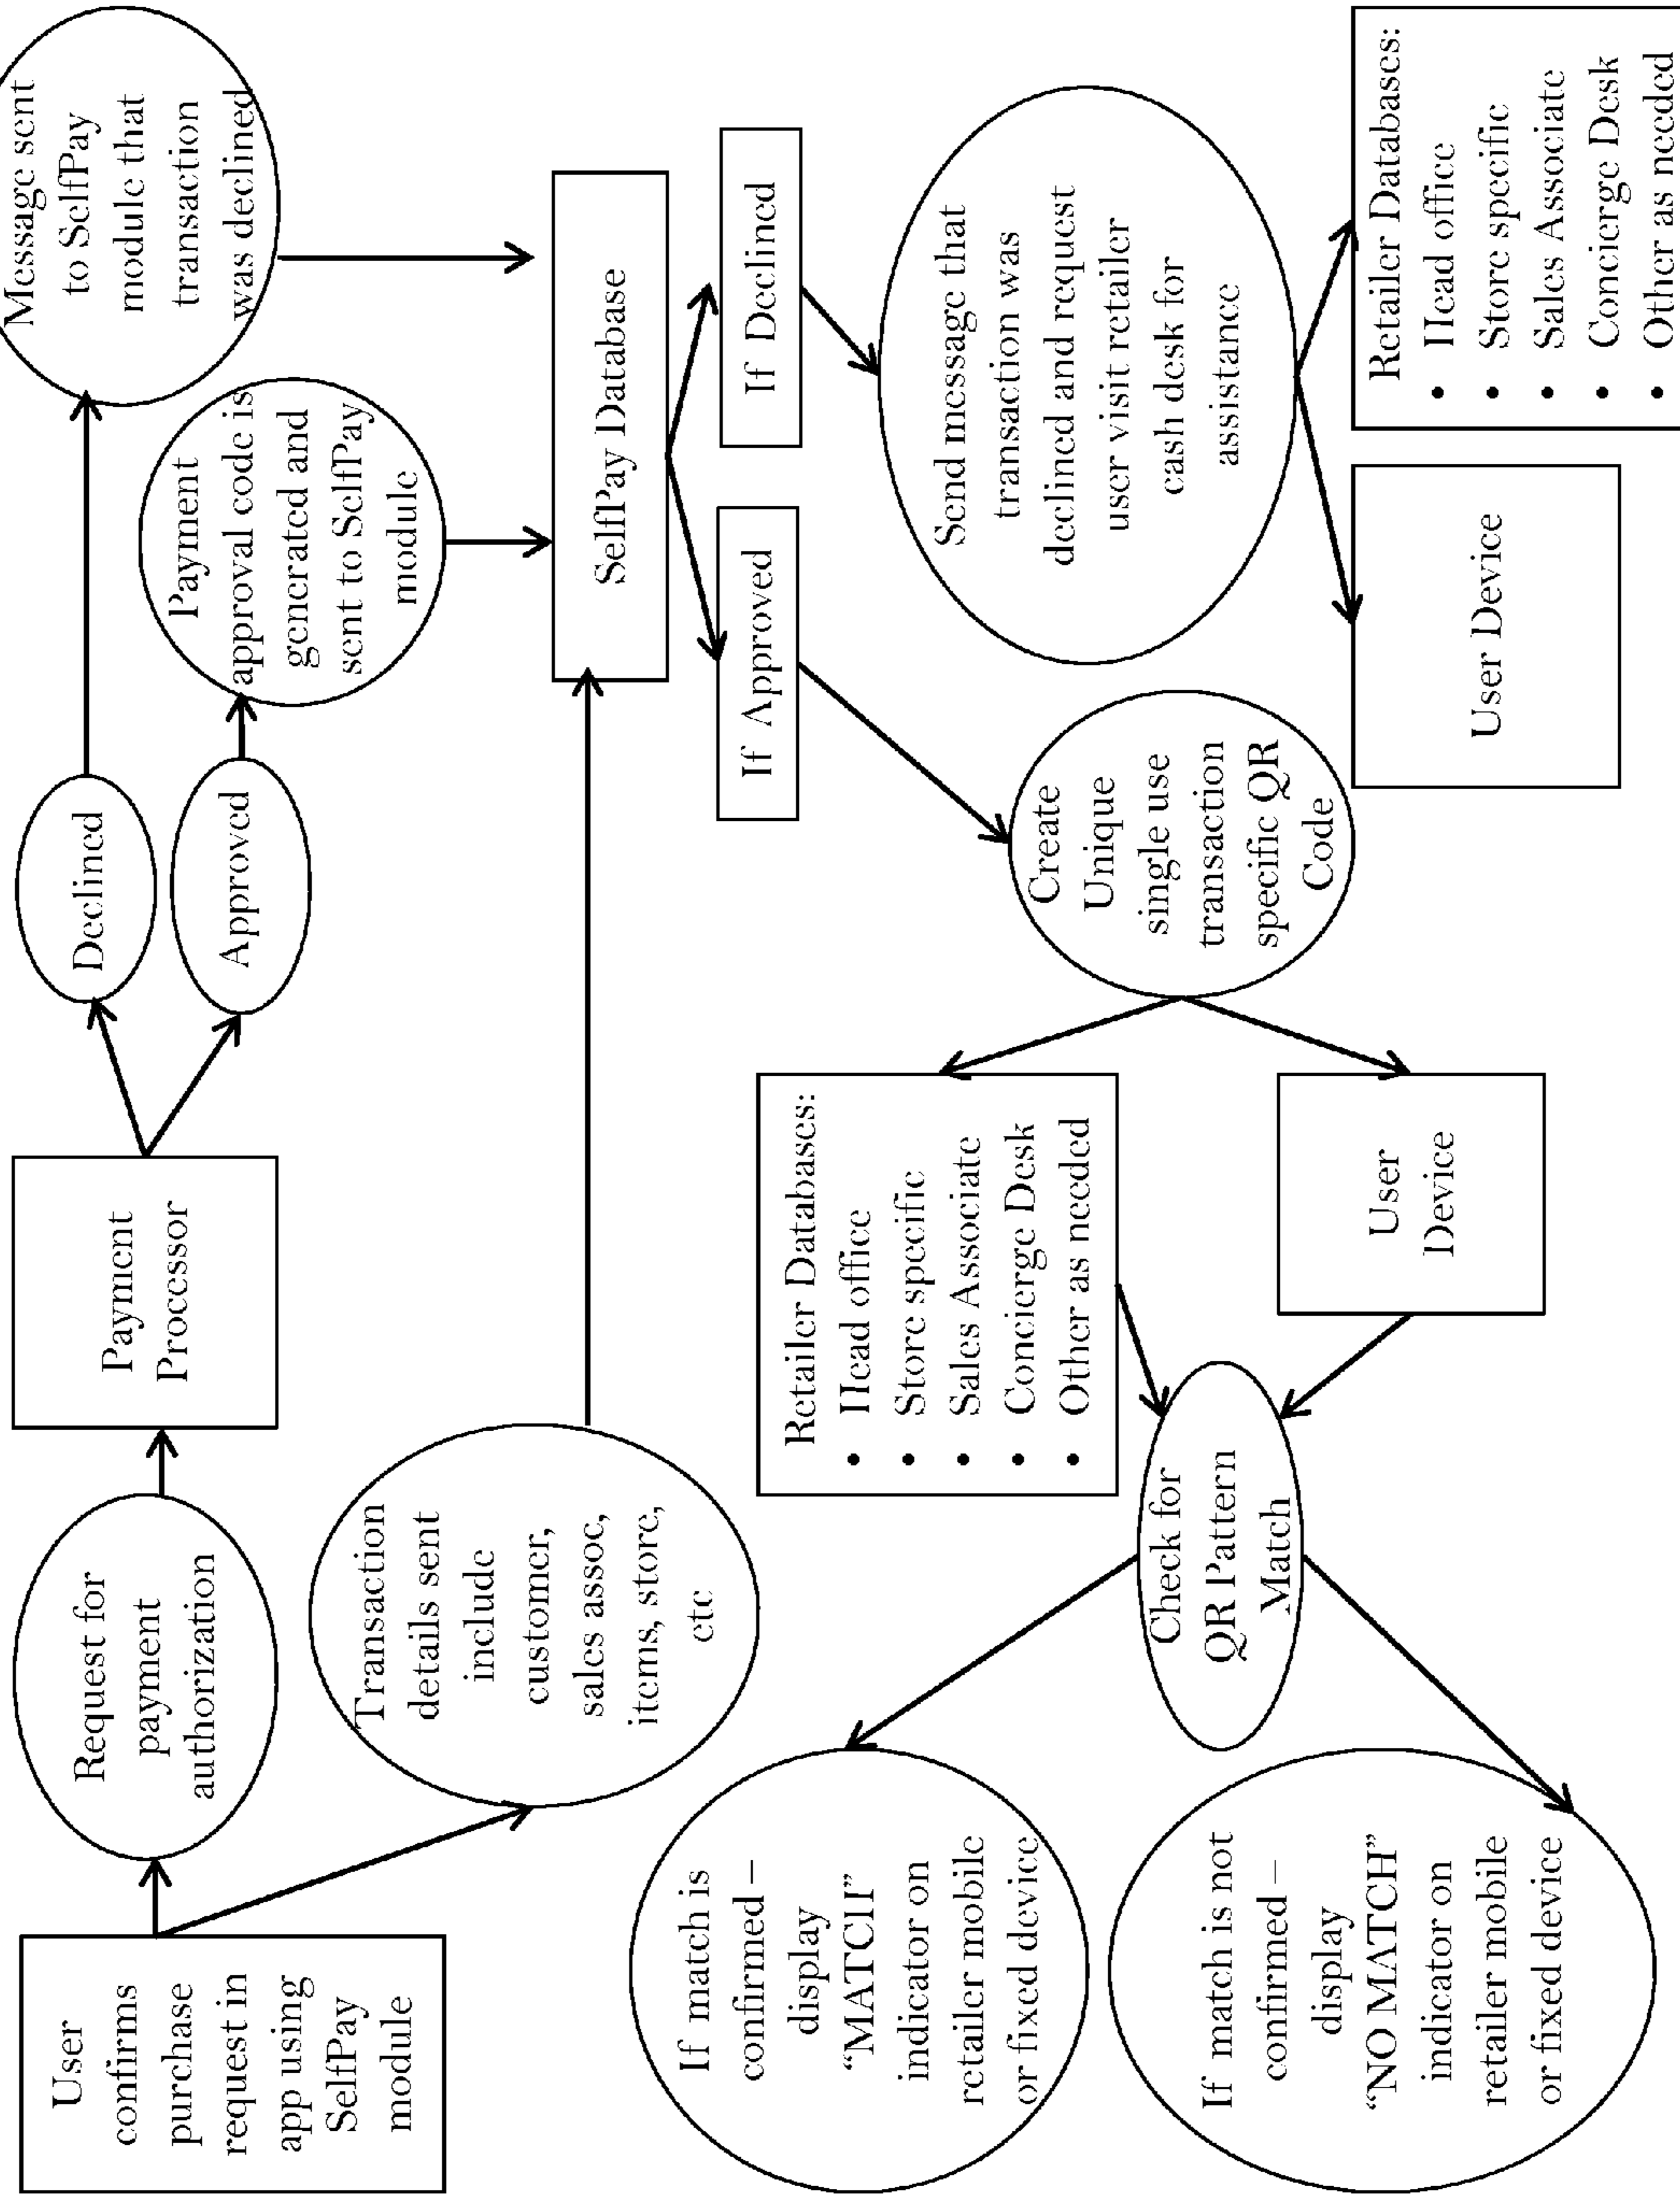 User
confirms
purchase
request in
app using
SelfPay
module
Request for
payment
authorization
Payment
Processor
Declined
Approved
Message sent
to SelfPay
module that
transaction
was declined
Payment
approval code is
generated and
sent to SelfPay
module
Transaction
details sent
include
customer,
sales assoc,
items, store,
etc
SelfPay Database
If Approved
If Declined
Send message that
transaction was
declined and request
user visit retailer
cash desk for
assistance
Create
Unique
single use
transaction
specific QR
Code
Retailer Databases:
• Head office
• Store specific
• Sales Associate
• Concierge Desk
• Other as needed
User
Device
User Device
Retailer Databases:
• Head office
• Store specific
• Sales Associate
• Concierge Desk
• Other as needed
Check for
QR Pattern
Match
If match is
confirmed –
display
“MATCH”
indicator on
retailer mobile
or fixed device
If match is not
confirmed –
display
“NO MATCH”
indicator on
retailer mobile
or fixed device